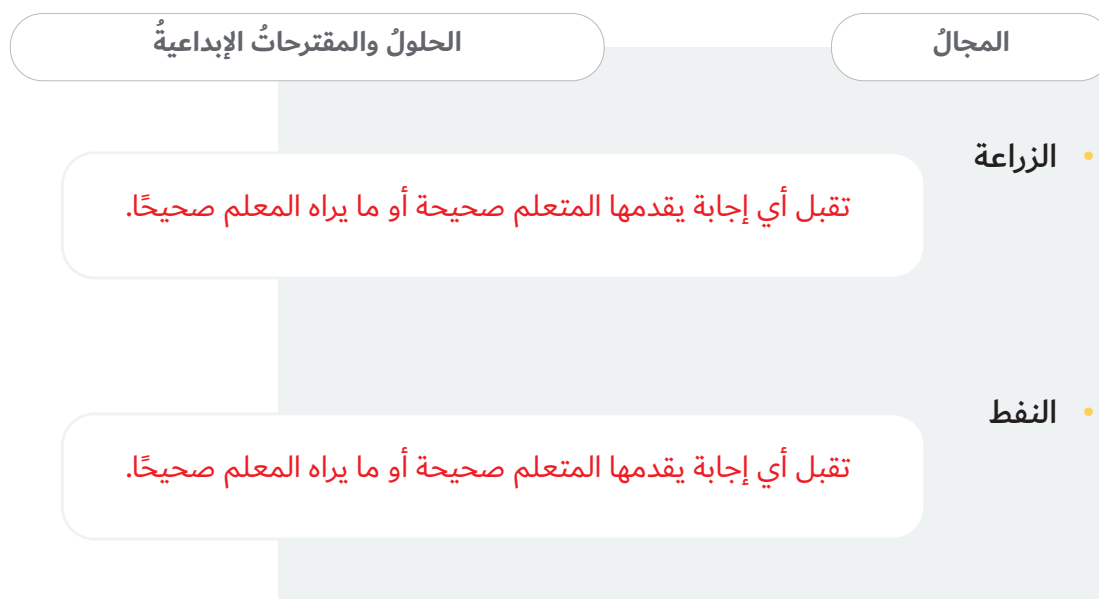 المجالُ
الحلولُ والمقترحاتُ الإبداعيةُ
• الزراعة
تقبل أي إجابة يقدمها المتعلم صحيحة أو ما يراه المعلم صحيحًا.
• النفط
تقبل أي إجابة يقدمها المتعلم صحيحة أو ما يراه المعلم صحيحًا.